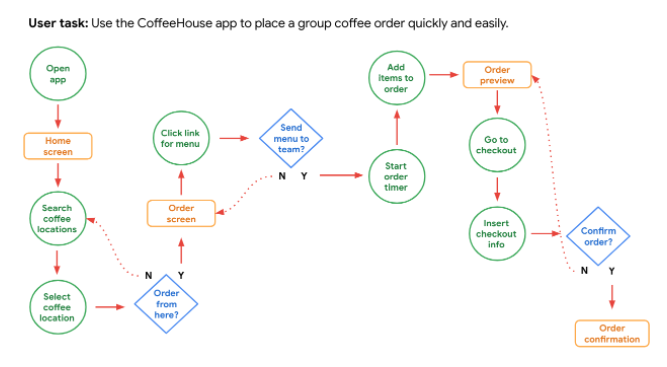 User task: Use the CoffeeHouse app to place a group coffee order quickly and easily.
Open
app
Home
screen
Search
coffee
locations
Select
coffee
location
Order
from
here?
N
Y
Order
screen
Click link
for menu
Send
menu to
team?
N
Y
Start
order
timer
Add
items to
order
Order
preview
Go to
checkout
Insert
checkout
info
Confirm
order?
N
Y
Order
confirmation